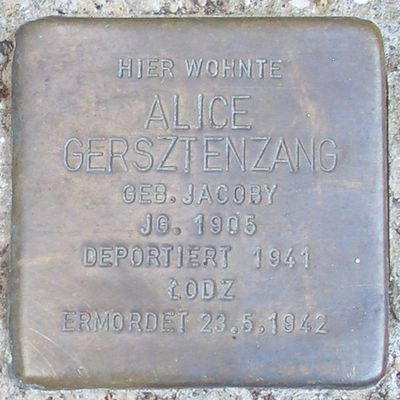 HIER WOHNTE
ALICE
GERSZTENZANG
GEB. JACOBY
JG. 1905
DEPORTIERT 1941
ŁODZ
ERMORDET 23.5.1942